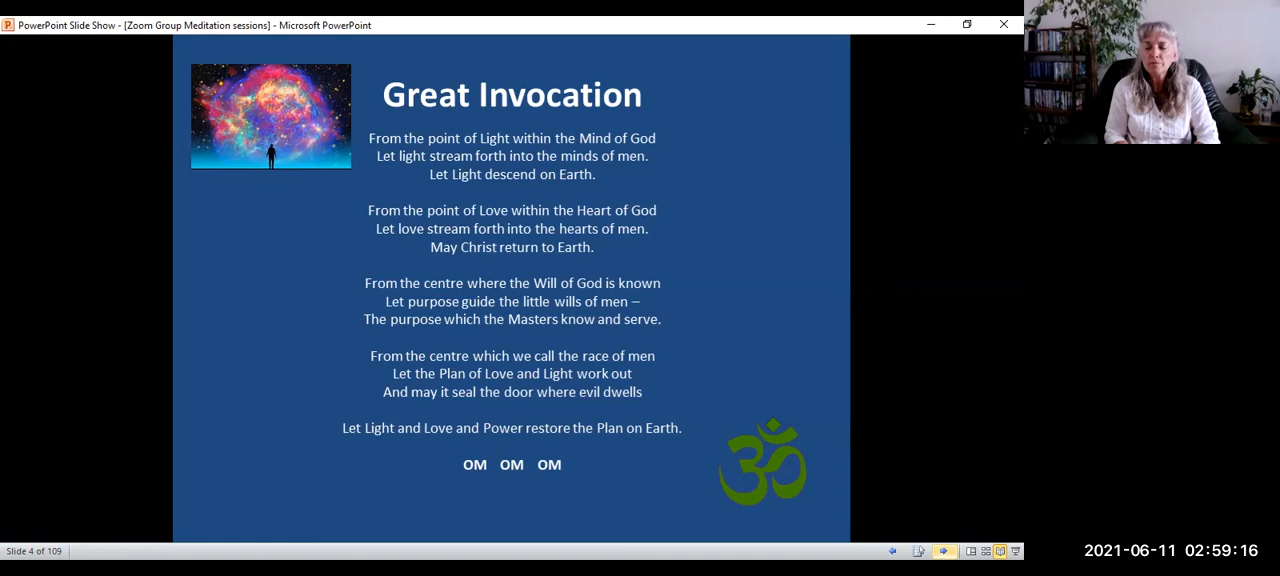 PowerPoint Slide Show - [Zoom Group Meditation sessions] - Microsoft PowerPoint
Great Invocation
From the point of Light within the Mind of God
Let light stream forth into the minds of men.
Let Light descend on Earth.
From the point of Love within the Heart of God
Let love stream forth into the hearts of men.
May Christ return to Earth.
From the centre where the Will of God is known
Let purpose guide the little wills of men –
The purpose which the Masters know and serve.
From the centre which we call the race of men
Let the Plan of Love and Light work out
And may it seal the door where evil dwells
Let Light and Love and Power restore the Plan on Earth.
OM OM OM
ॐ
Slide 4 of 109
2021-06-11 02:59:16